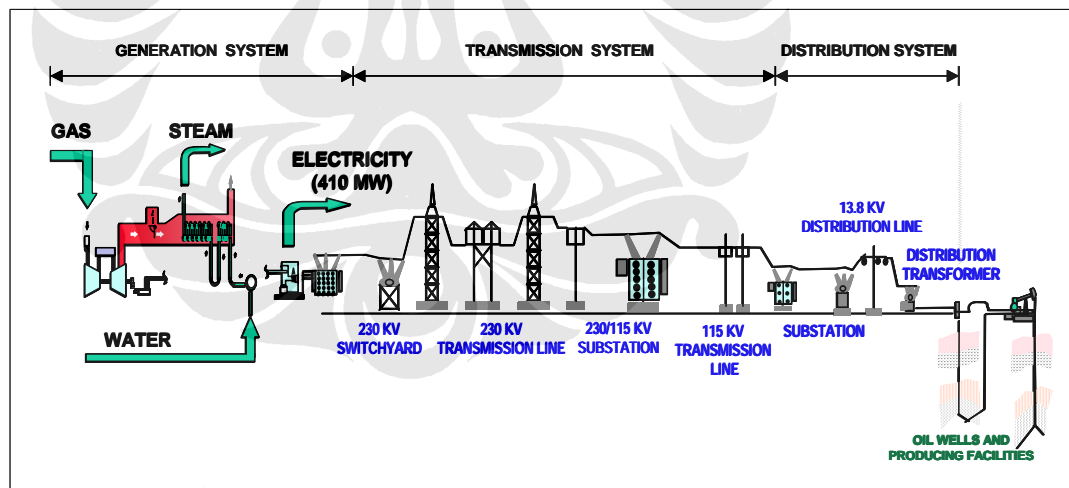 GENERATION SYSTEM
TRANSMISSION SYSTEM
DISTRIBUTION SYSTEM
GAS
STEAM
ELECTRICITY
(410 MW)
WATER
13.8 KV
DISTRIBUTION LINE
DISTRIBUTION
TRANSFORMER
230 KV
SWITCHYARD
230 KV
TRANSMISSION LINE
230/115 KV
SUBSTATION
115 KV
TRANSMISSION
LINE
SUBSTATION
OIL WELLS AND
PRODUCING FACILITIES